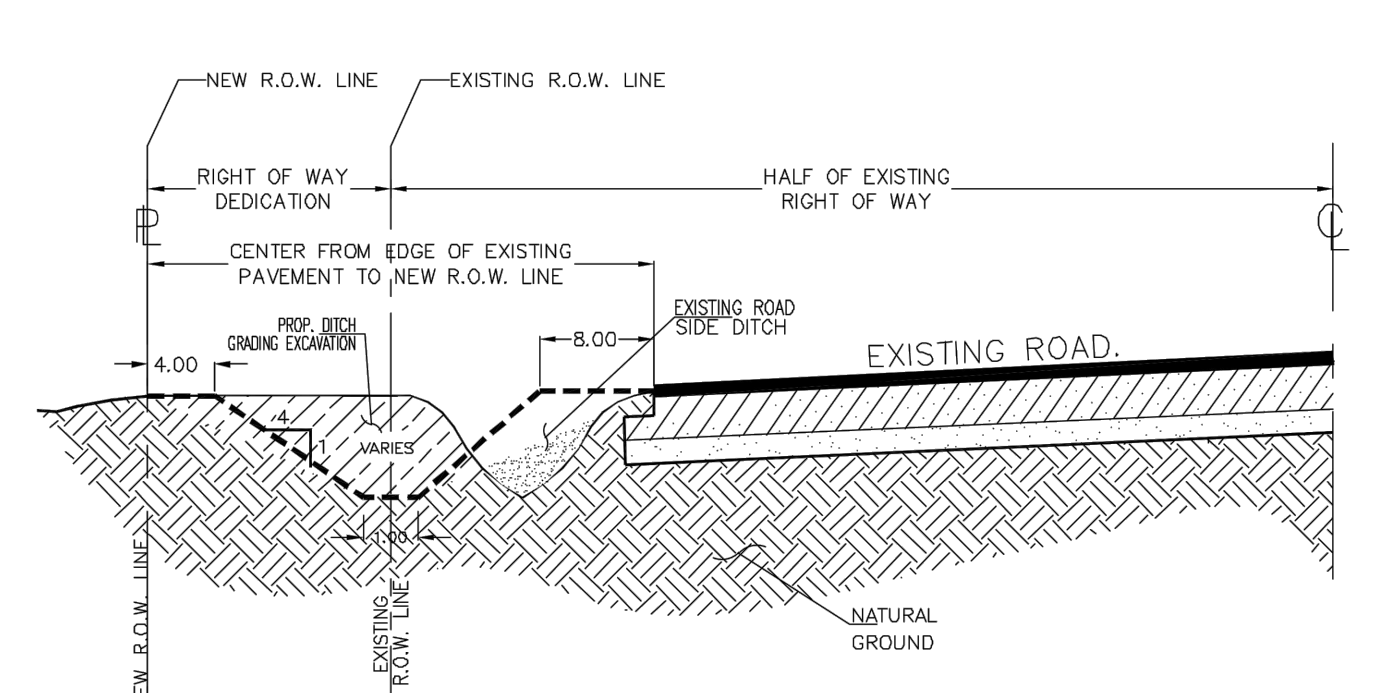 NEW R.O.W. LINE
EXISTING R.O.W. LINE
RIGHT OF WAY
DEDICATION
HALF OF EXISTING
RIGHT OF WAY
PL
CL
CENTER FROM EDGE OF EXISTING
PAVEMENT TO NEW R.O.W. LINE
EXISTING ROAD
SIDE DITCH
PROP. DITCH
GRADING EXCAVATION
8.00
EXISTING ROAD.
4.00
4
1
VARIES
1.00
EW R.O.W. LINE
EXISTING
R.O.W. LINE
NATURAL
GROUND